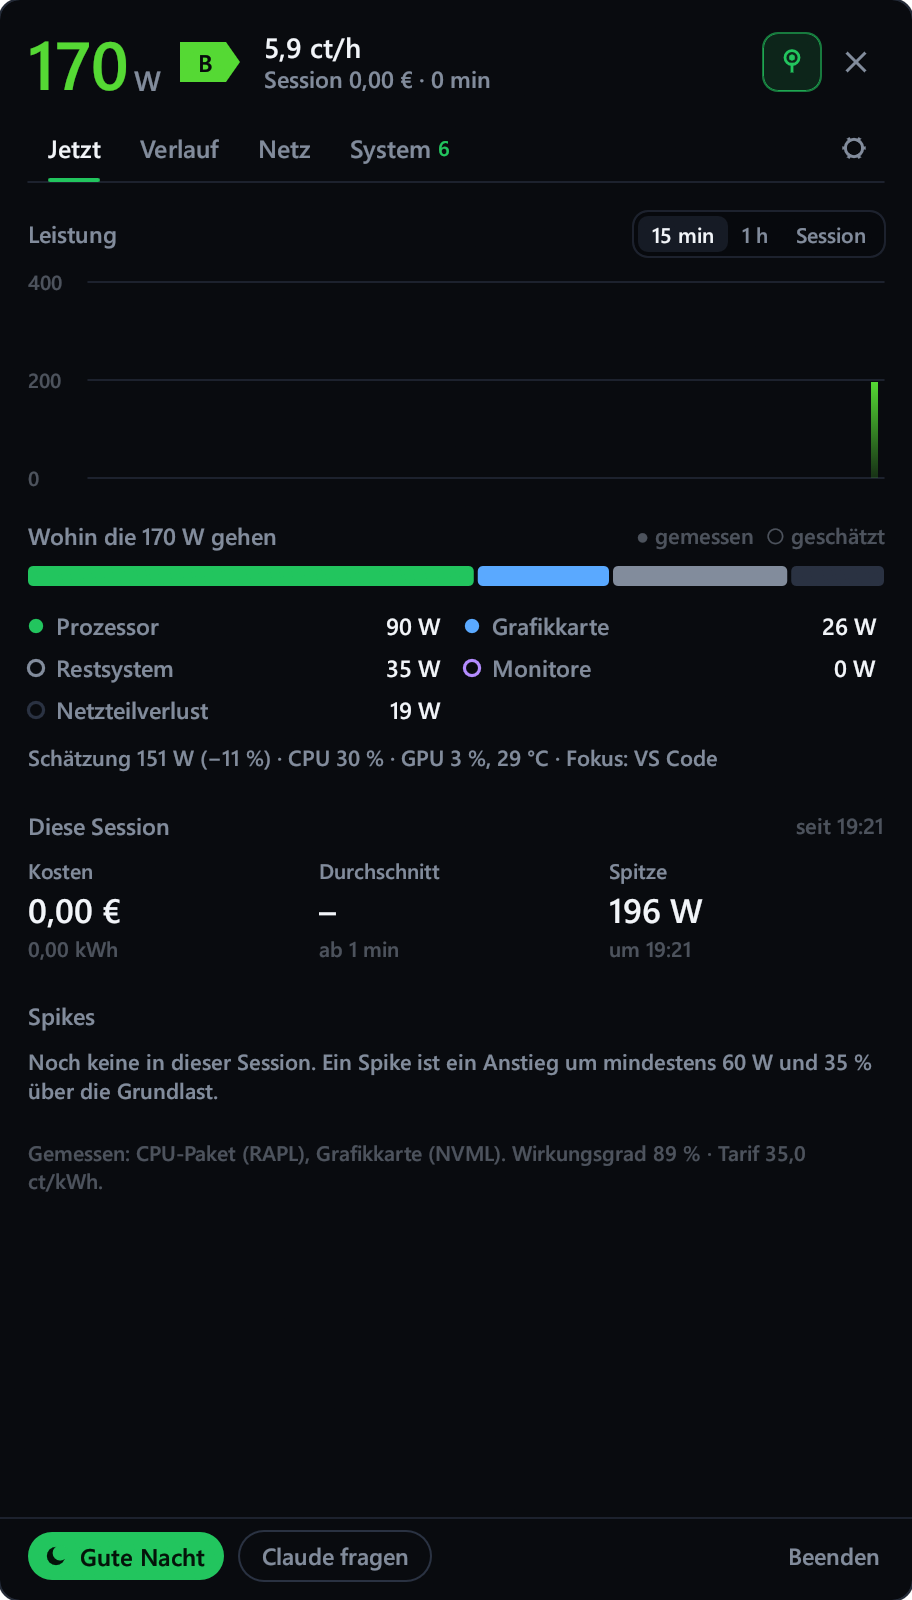 170 W B 5,9 ct/h
Session 0,00 € · 0 min
Jetzt Verlauf Netz System 6
Leistung 15 min 1 h Session
400
200
0
Wohin die 170 W gehen gemessen geschätzt
Prozessor 90 W Grafikkarte 26 W
Restsystem 35 W Monitore 0 W
Netzteilverlust 19 W
Schätzung 151 W (−11 %) · CPU 30 % · GPU 3 %, 29 °C · Fokus: VS Code
Diese Session seit 19:21
Kosten Durchschnitt Spitze
0,00 € – 196 W
0,00 kWh ab 1 min um 19:21
Spikes
Noch keine in dieser Session. Ein Spike ist ein Anstieg um mindestens 60 W und 35 %
über die Grundlast.
Gemessen: CPU-Paket (RAPL), Grafikkarte (NVML). Wirkungsgrad 89 % · Tarif 35,0
ct/kWh.
Gute Nacht Claude fragen Beenden